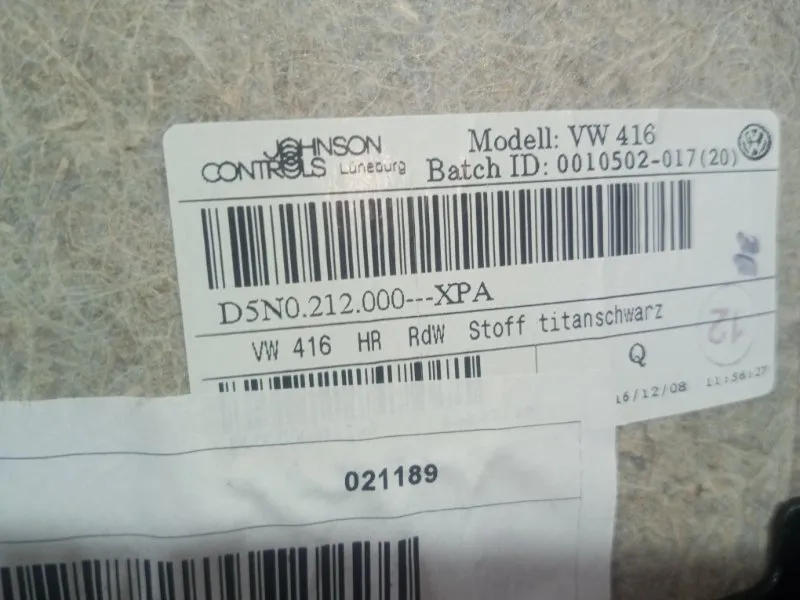 JOHNSON
CONTROLS Lüneburg
Modell: VW 416
Batch ID: 0010502-017(20)
D5N0.212.000---XPA
VW 416 HR RdW Stoff titanschwarz
Q
16/12/08 11:56:27
12
021189